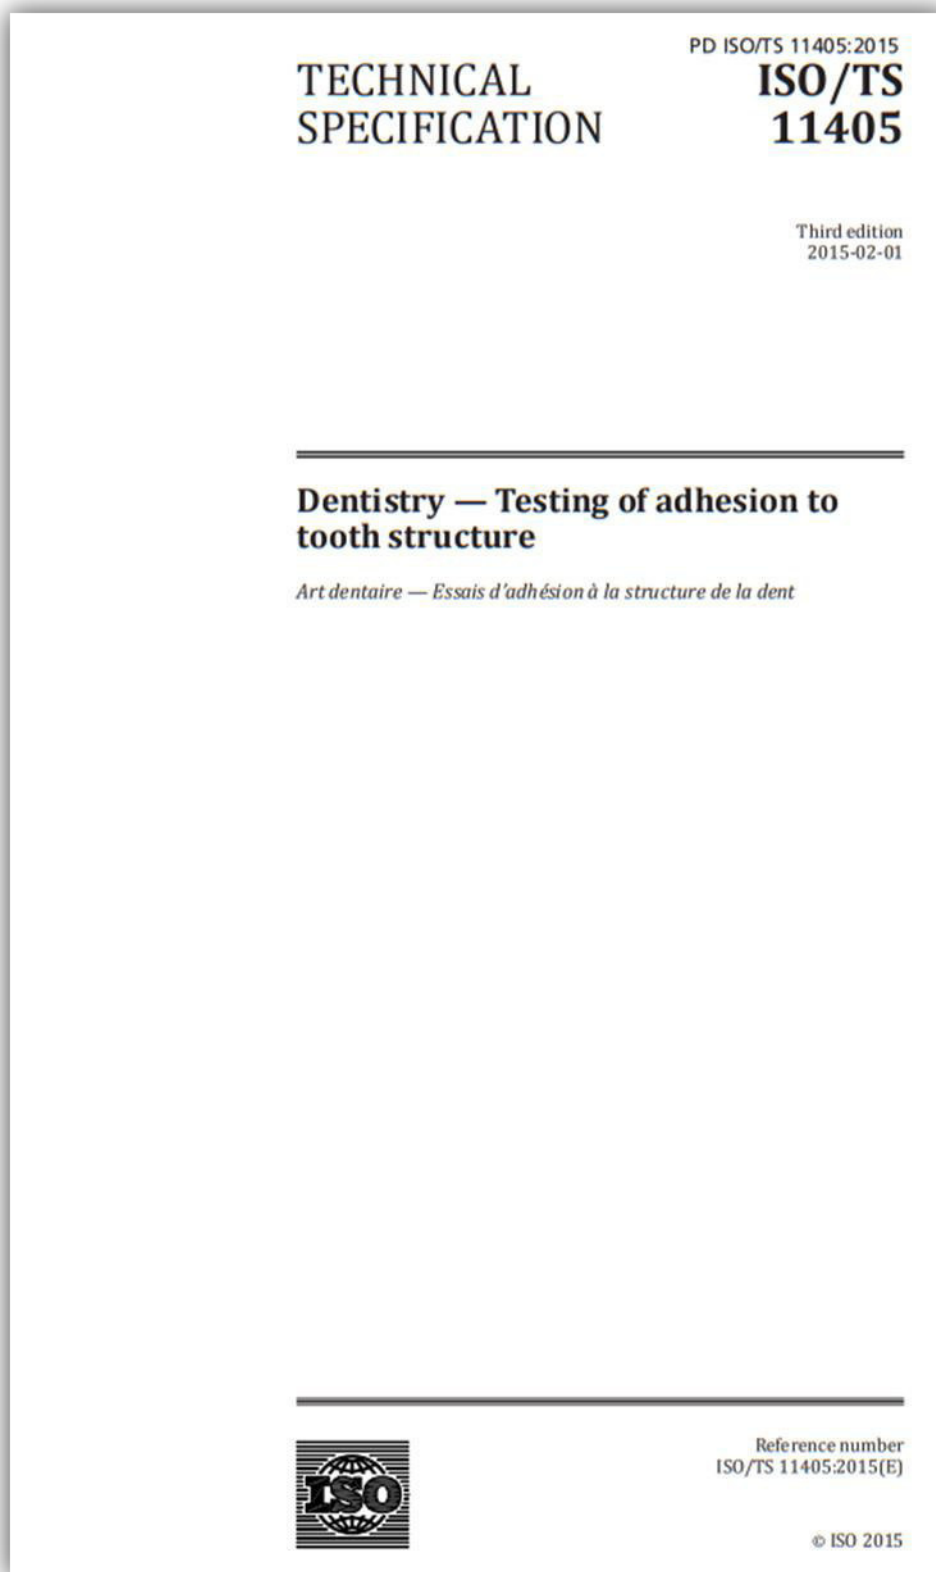 PD ISO/TS 11405:2015
TECHNICAL
SPECIFICATION
ISO/TS
11405
Third edition
2015-02-01
Dentistry — Testing of adhesion to
tooth structure
Art dentaire — Essais d'adhésion à la structure de la dent
ISO
Reference number
ISO/TS 11405:2015(E)
© ISO 2015